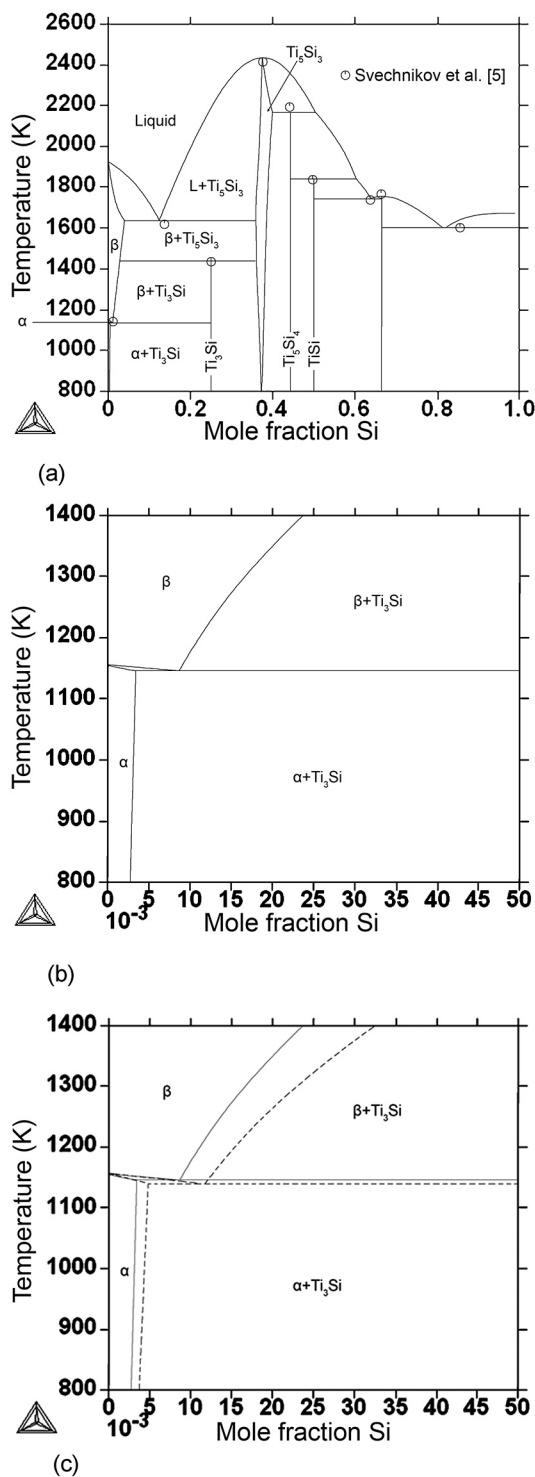 2600
2400
2200
2000
1800
1600
1400
1200
1000
800
Temperature (K)
Ti5Si3
Svechnikov et al. [5]
Liquid
L+Ti5Si3
β
β+Ti5Si3
β+Ti3Si
α
α+Ti3Si
Ti3Si
Ti5Si4
TiSi
0 0.2 0.4 0.6 0.8 1.0
Mole fraction Si
(a)
1400
1300
1200
1100
1000
900
800
Temperature (K)
β
β+Ti3Si
α
α+Ti3Si
0 5 10 15 20 25 30 35 40 45 50
10-3
Mole fraction Si
(b)
1400
1300
1200
1100
1000
900
800
Temperature (K)
β
β+Ti3Si
α
α+Ti3Si
0 5 10 15 20 25 30 35 40 45 50
10-3
Mole fraction Si
(c)